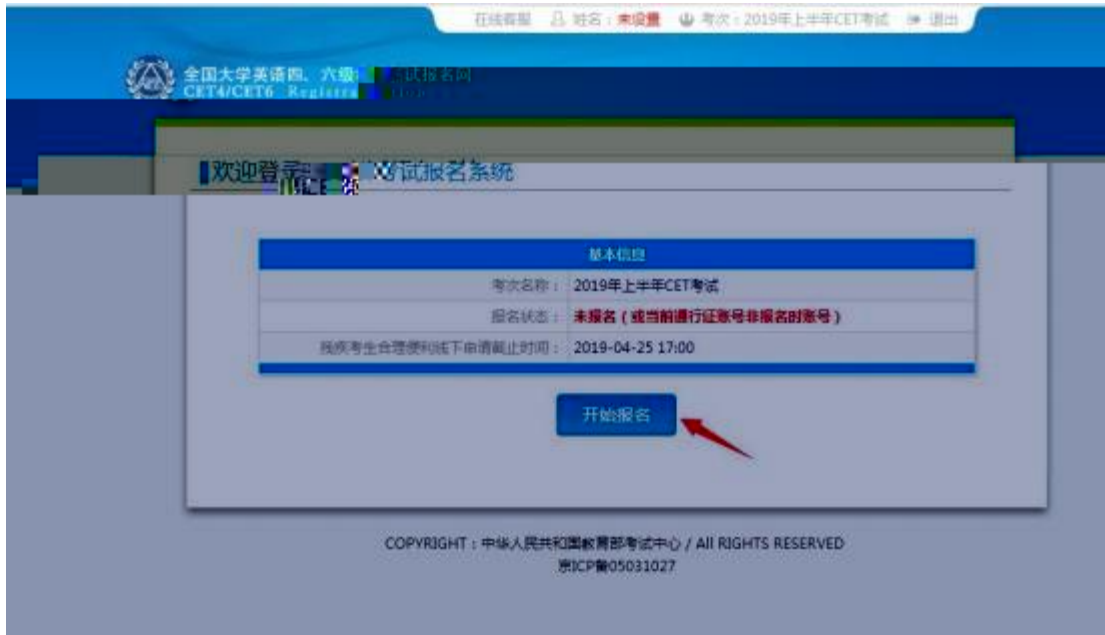 在线客服 姓名：未设置 考次：2019年上半年CET考试 退出
全国大学英语四、六级 试报名网
CET4/CET6 Registra
欢迎登录 考试报名系统
基本信息
考次名称： 2019年上半年CET考试
报名状态： 未报名（或当前通行证账号非报名时账号）
残疾考生合理便利线下申请截止时间： 2019-04-25 17:00
开始报名
COPYRIGHT：中华人民共和国教育部考试中心 / All RIGHTS RESERVED
京ICP备05031027